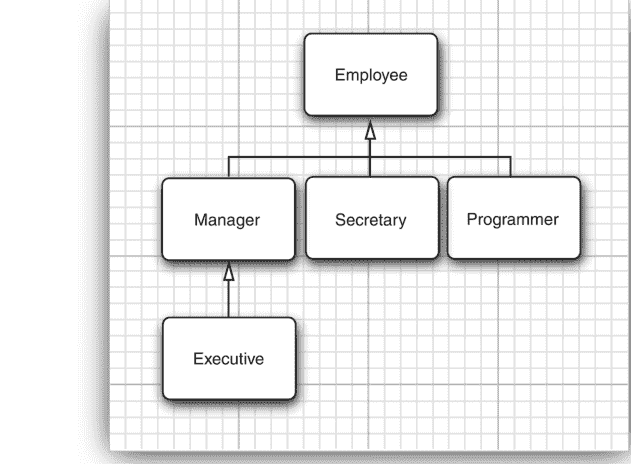 Employee
Manager
Secretary
Programmer
Executive